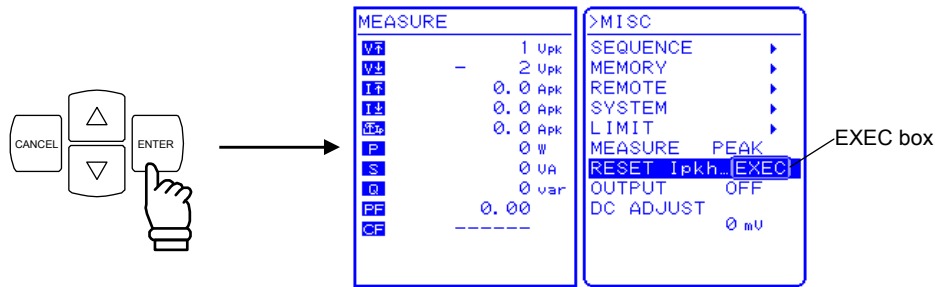 CANCEL
ENTER
MEASURE
V↑ 1 Vpk
V↓ - 2 Vpk
I↑ 0.0 Apk
I↓ 0.0 Apk
0.0 Apk
P 0 W
S 0 VA
Q 0 var
PF 0.00
CF ------
>MISC
SEQUENCE ▸
MEMORY ▸
REMOTE ▸
SYSTEM ▸
LIMIT ▸
MEASURE PEAK
RESET Ipkh…EXEC
OUTPUT OFF
DC ADJUST
0 mV
EXEC box